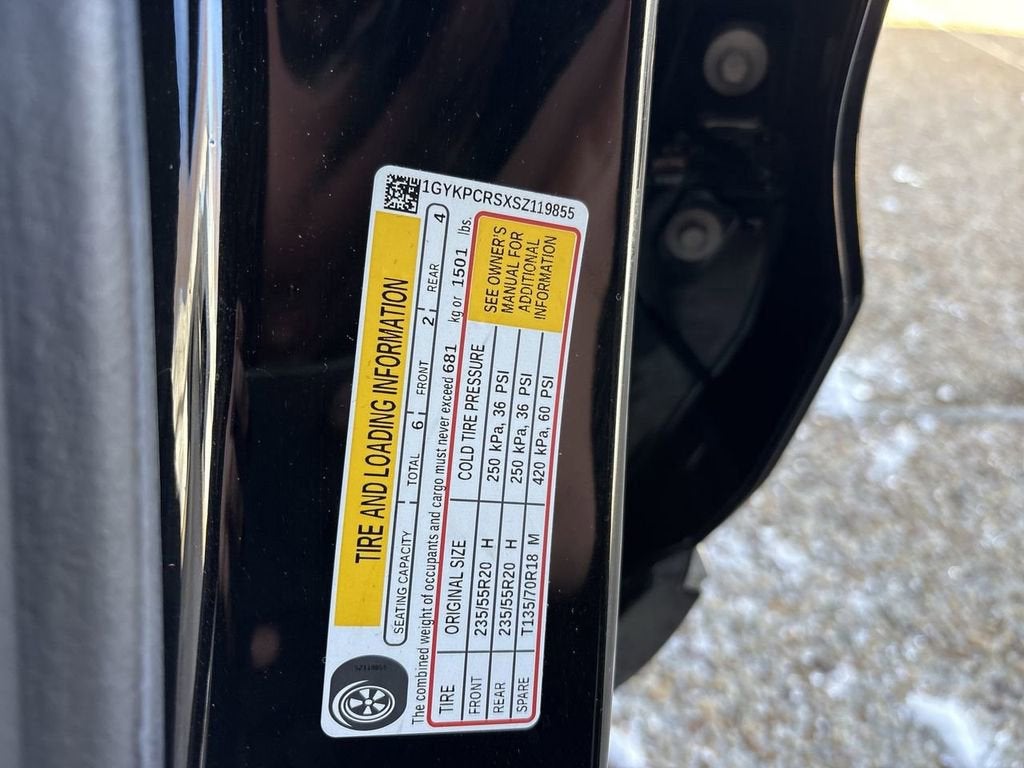 1GYKPCRSXSZ119855
TIRE AND LOADING INFORMATION
SEATING CAPACITY TOTAL 6 FRONT 2 REAR 4
The combined weight of occupants and cargo must never exceed 681 kg or 1501 lbs.
TIRE ORIGINAL SIZE COLD TIRE PRESSURE
FRONT 235/55R20 H 250 kPa, 36 PSI
REAR 235/55R20 H 250 kPa, 36 PSI
SPARE T135/70R18 M 420 kPa, 60 PSI
SEE OWNER'S
MANUAL FOR
ADDITIONAL
INFORMATION